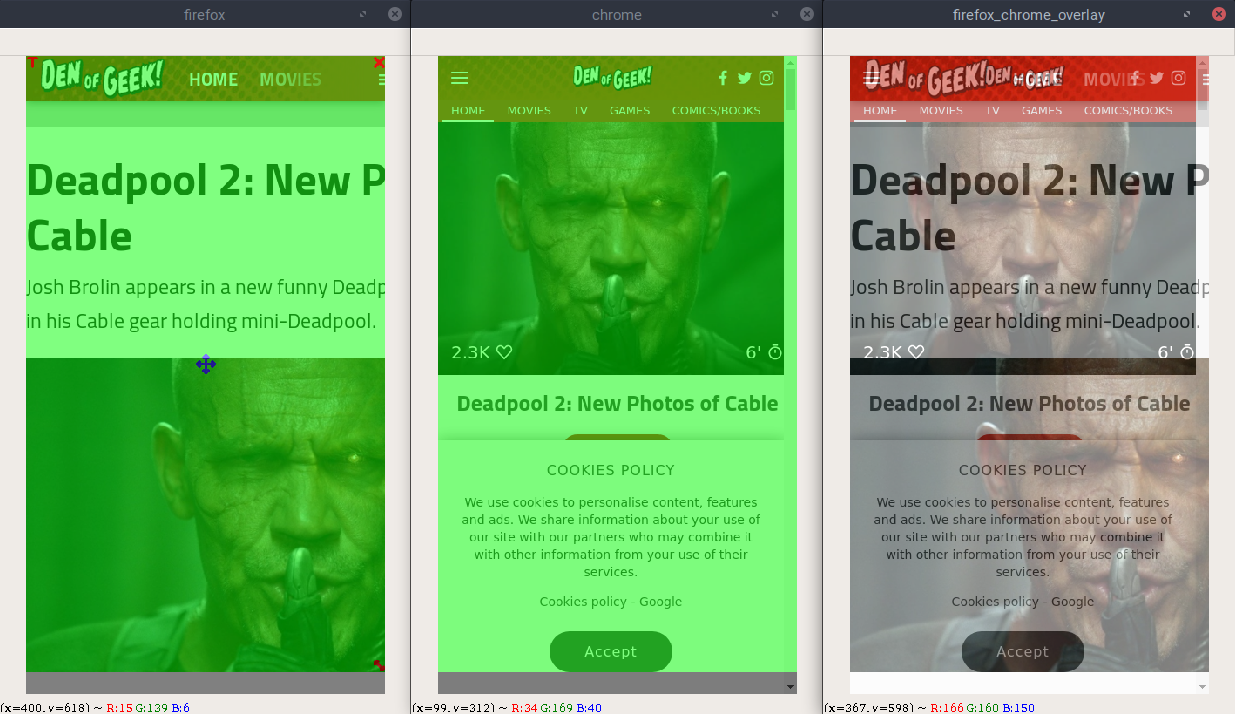 firefox
DEN OF GEEK!
HOME MOVIES
Deadpool 2: New P
Cable
Josh Brolin appears in a new funny Deadp
in his Cable gear holding mini-Deadpool.
(x=400, y=618) ~ R:15 G:139 B:6
chrome
DEN OF GEEK!
HOME MOVIES TV GAMES COMICS/BOOKS
2.3K 6'
Deadpool 2: New Photos of Cable
COOKIES POLICY
We use cookies to personalise content, features
and ads. We share information about your use of
our site with our partners who may combine it
with other information from your use of their
services.
Cookies policy - Google
Accept
(x=99, y=312) ~ R:34 G:169 B:40
firefox_chrome_overlay
DEN OF GEEK! DEN OF GEEK!
HOME MOVIES
HOME MOVIES TV GAMES COMICS/BOOKS
Deadpool 2: New P
Cable
Josh Brolin appears in a new funny Deadp
in his Cable gear holding mini-Deadpool.
2.3K 6'
Deadpool 2: New Photos of Cable
COOKIES POLICY
We use cookies to personalise content, features
and ads. We share information about your use of
our site with our partners who may combine it
with other information from your use of their
services.
Cookies policy - Google
Accept
(x=367, y=598) ~ R:166 G:160 B:150